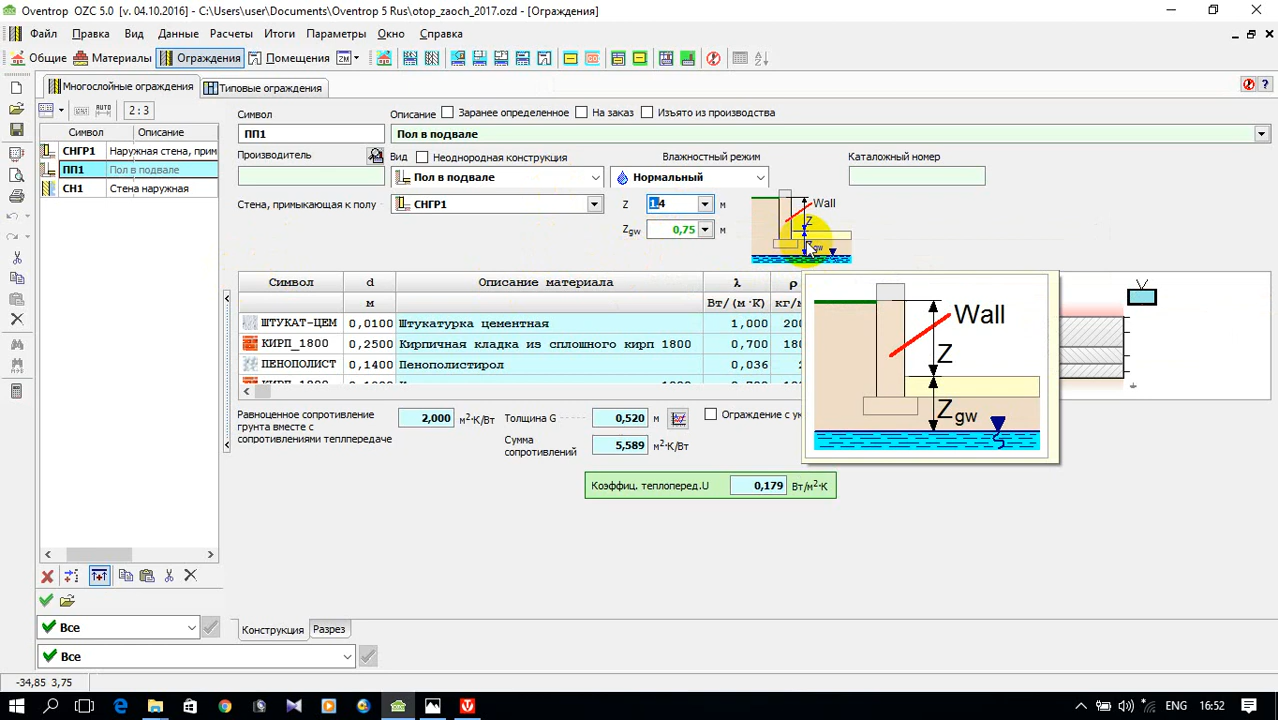 Oventrop OZC 5.0 [v. 04.10.2016] - C:\Users\user\Documents\Oventrop 5 Rus\otop_zaoch_2017.ozd - [Ограждения]
Файл Правка Вид Данные Расчеты Итоги Параметры Окно Справка
Общие Материалы Ограждения Помещения
Многослойные ограждения Типовые ограждения
2:3
Символ Описание
СНГР1 Наружная стена, прим
ПП1 Пол в подвале
СН1 Стена наружная
Символ Описание Заранее определенное На заказ Изъято из производства
ПП1 Пол в подвале
Производитель Вид Неоднородная конструкция Влажностный режим Каталожный номер
Пол в подвале Нормальный
Стена, примыкающая к полу СНГР1 Z 1.4 м
Zgw 0,75 м
Wall
Z
gw
Символ d Описание материала λ ρ
м Вт/(м·К) кг/м
ШТУКАТ-ЦЕМ 0,0100 Штукатурка цементная 1,000 200
КИРП_1800 0,2500 Кирпичная кладка из сплошного кирп 1800 0,700 180
ПЕНОПОЛИСТ 0,1400 Пенополистирол 0,036
Wall
Z
Zgw
Равноценное сопротивление грунта вместе с сопротивлениями теплпередаче 2,000 м²·К/Вт
Толщина G 0,520 м Ограждение с ук
Сумма сопротивлений 5,589 м²·К/Вт
Коэффиц. теплоперед.U 0,179 Вт/м²·К
Все
Все
Конструкция Разрез
-34,85 3,75
ENG 16:52